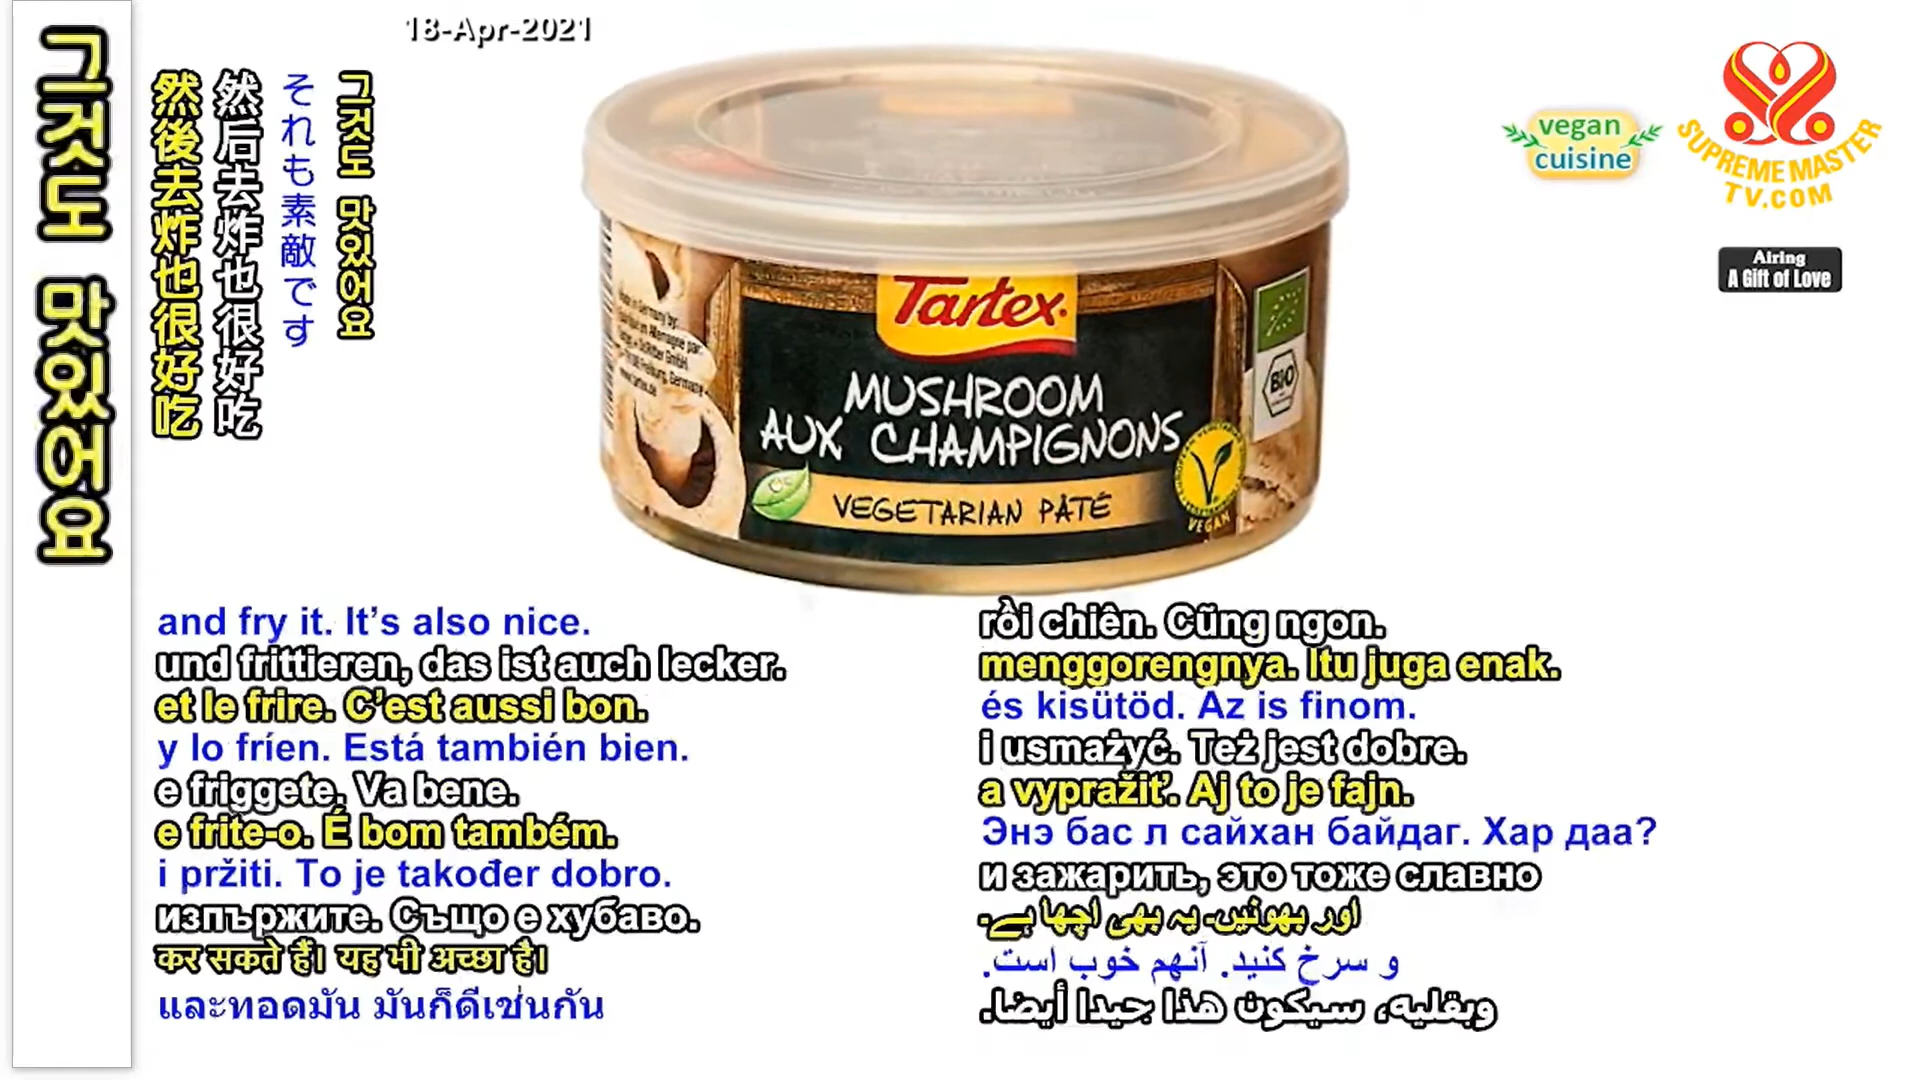 그것도 맛있어요
18-Apr-2021
然後去炸也很好吃
然后去炸也很好吃
それも素敵です
그것도 맛있어요
vegan
cuisine
SUPREME MASTER
TV.COM
Airing
A Gift of Love
Tartex
MUSHROOM
AUX CHAMPIGNONS
VEGETARIAN PÂTÉ
BIO
VEGAN
and fry it. It’s also nice.
und frittieren, das ist auch lecker.
et le frire. C’est aussi bon.
y lo fríen. Está también bien.
e friggete. Va bene.
e frite-o. É bom também.
i pržiti. To je također dobro.
изпържите. Също е хубаво.
कर सकते हैं। यह भी अच्छा है।
และทอดมัน มันก็ดีเช่นกัน
rồi chiên. Cũng ngon.
menggorengnya. Itu juga enak.
és kisütöd. Az is finom.
i usmażyć. Też jest dobre.
a vypražiť. Aj to je fajn.
Энэ бас л сайхан байдаг. Хар даа?
и зажарить, это тоже славно
اور بھونیں۔ یہ بھی اچھا ہے۔
و سرخ کنید. آنهم خوب است.
وبقليه، سيكون هذا جيدا أيضا.